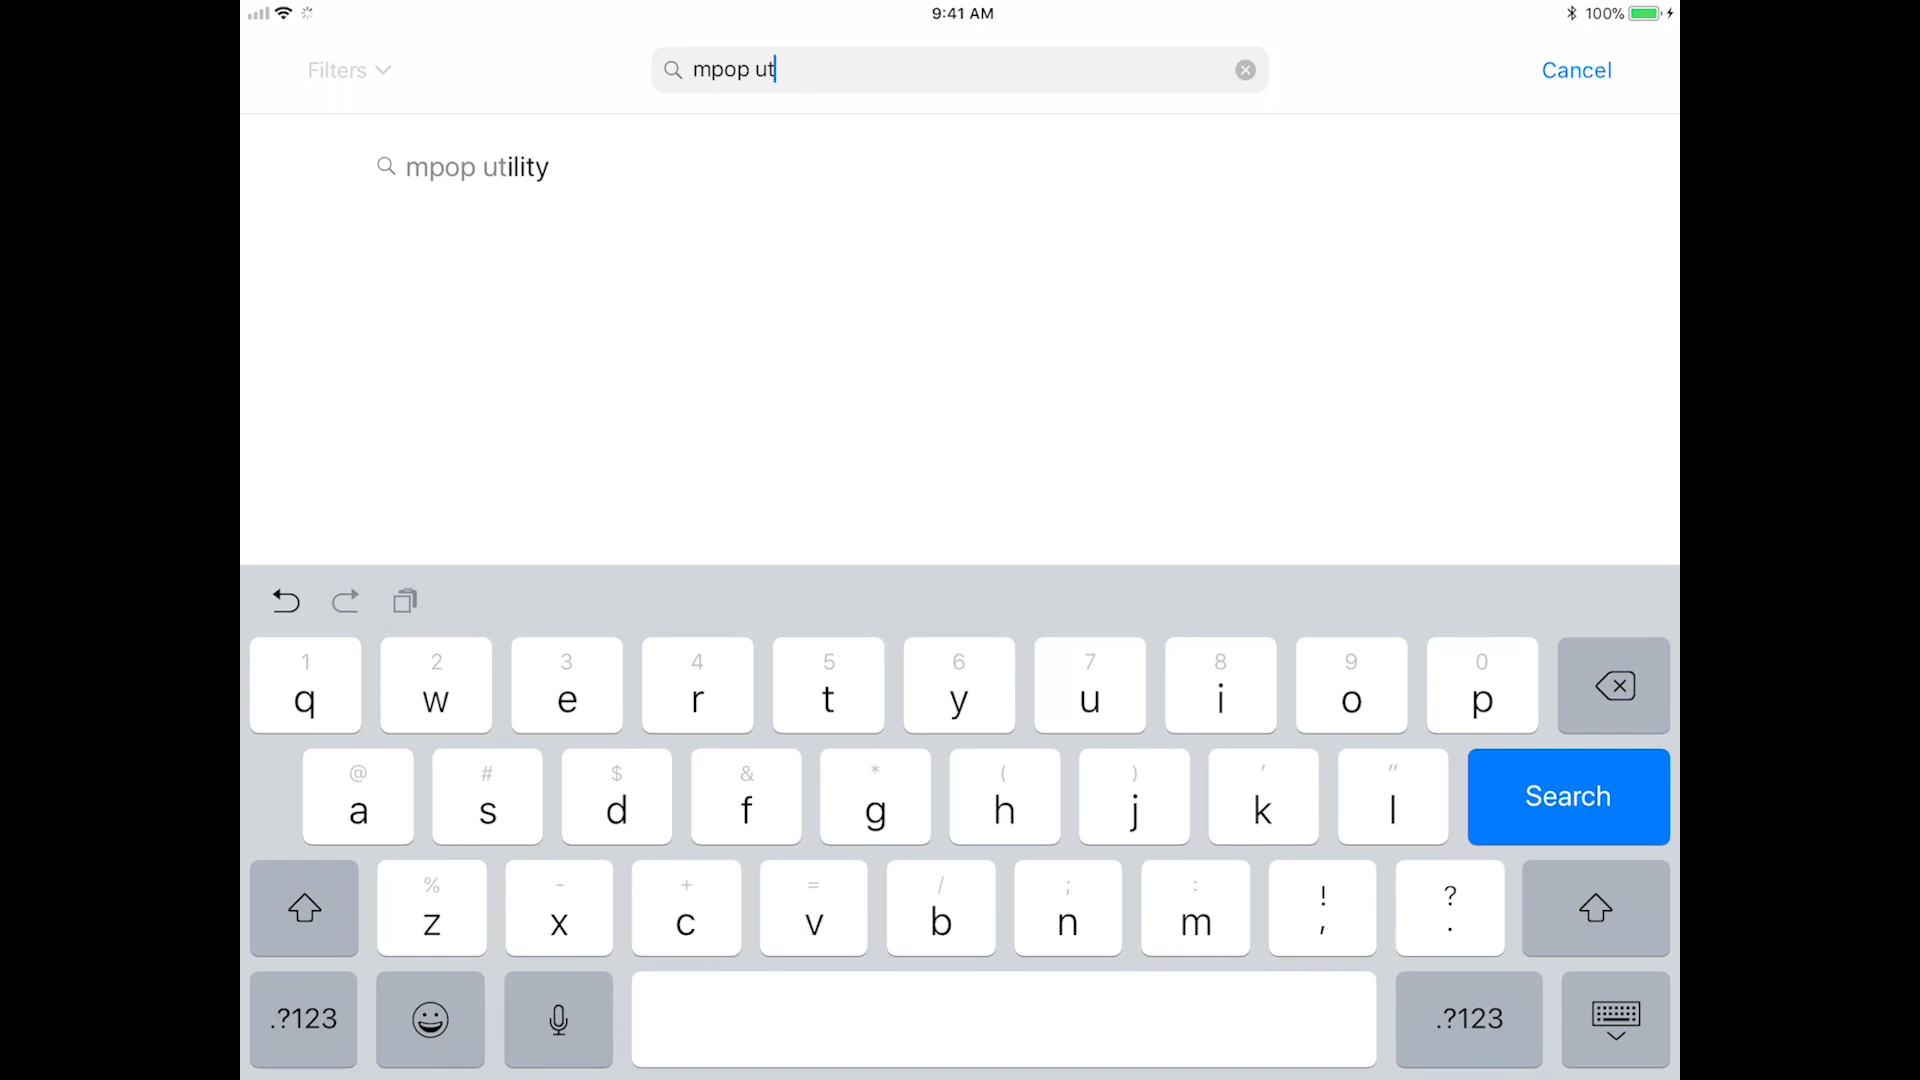 9:41 AM
100%
Filters
mpop ut
Cancel
mpop utility
1 2 3 4 5 6 7 8 9 0
q w e r t y u i o p
@ # $ & * ( ) ' "
a s d f g h j k l Search
% - + = / ; : ! ?
z x c v b n m , .
.?123 .?123